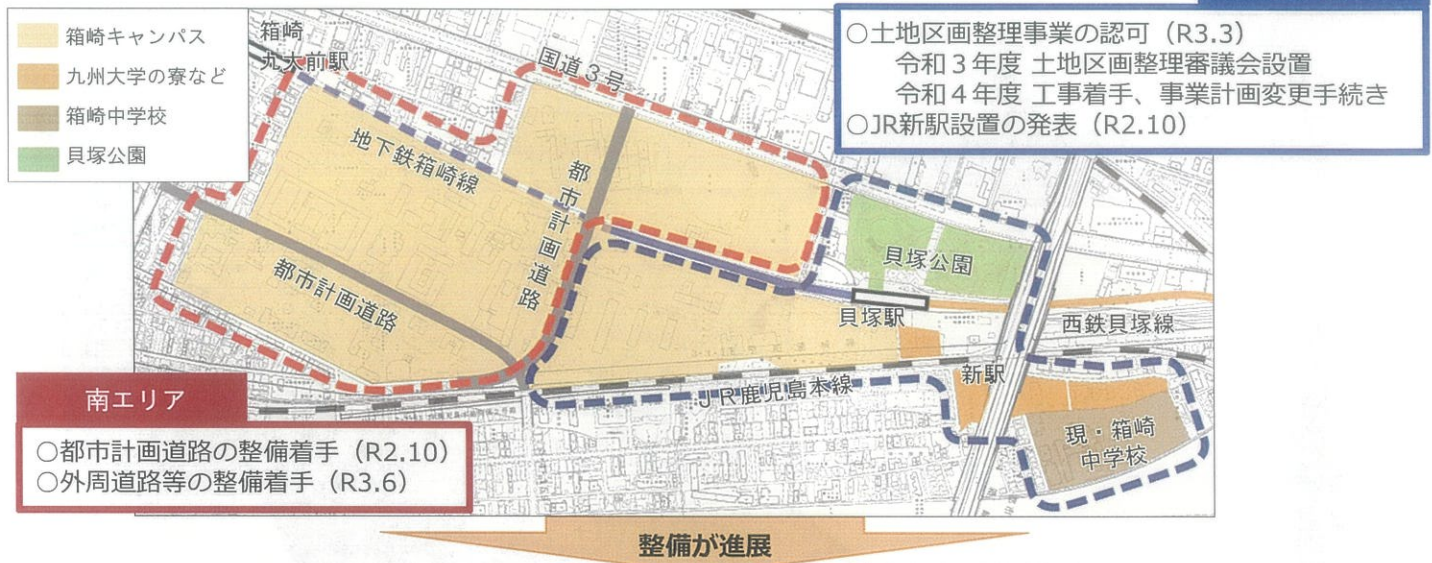 箱崎キャンパス
九州大学の寮など
箱崎中学校
貝塚公園
箱崎
九大前駅
国道3号
地下鉄箱崎線
都市計画道路
都市計画道路
貝塚公園
貝塚駅
西鉄貝塚線
新駅
JR鹿児島本線
現・箱崎
中学校
○土地区画整理事業の認可（R3.3）
令和３年度 土地区画整理審議会設置
令和４年度 工事着手、事業計画変更手続き
○JR新駅設置の発表（R2.10）
南エリア
○都市計画道路の整備着手（R2.10）
○外周道路等の整備着手（R3.6）
整備が進展